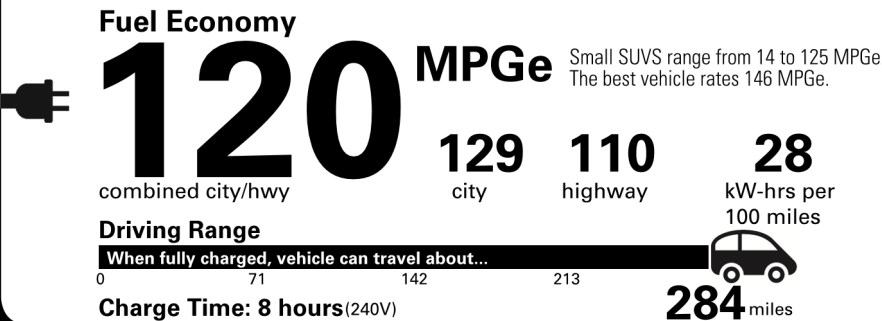 Fuel Economy
120 MPGe
Small SUVS range from 14 to 125 MPGe
The best vehicle rates 146 MPGe.
combined city/hwy
129 city
110 highway
28 kW-hrs per
100 miles
Driving Range
When fully charged, vehicle can travel about...
0 71 142 213
284 miles
Charge Time: 8 hours (240V)